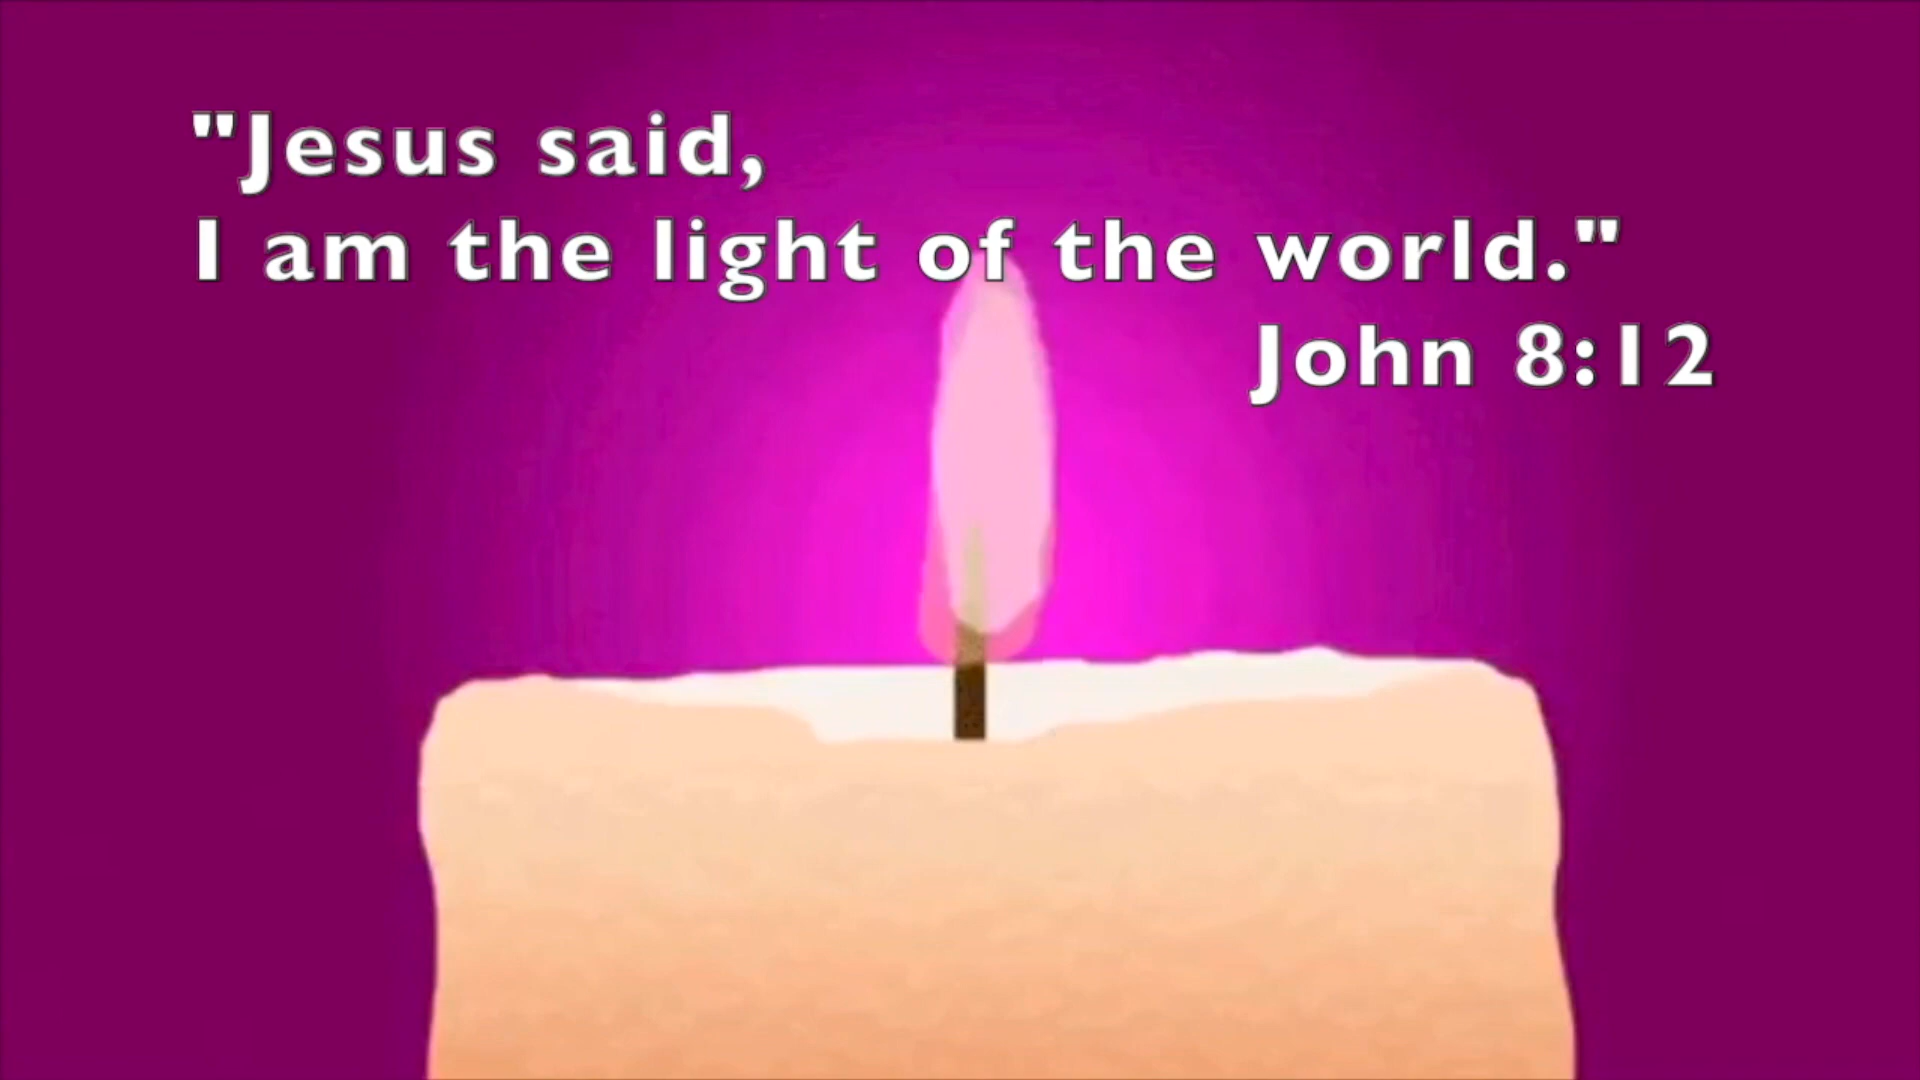 "Jesus said,
I am the light of the world."
John 8:12